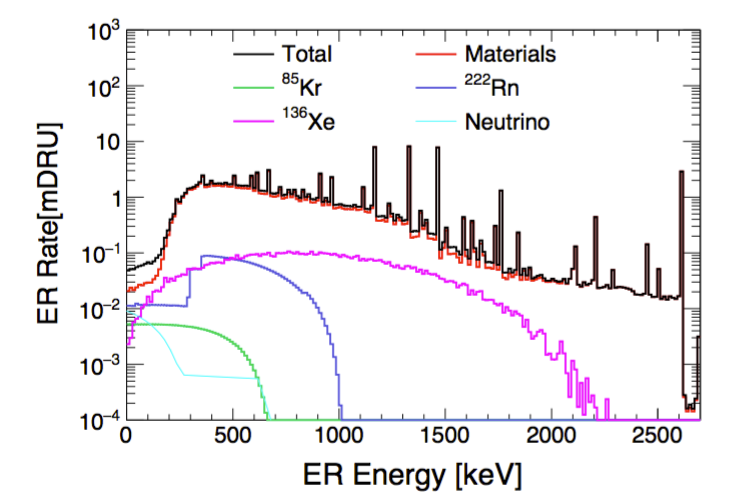 10³
10²
10
1
10⁻¹
10⁻²
10⁻³
10⁻⁴
ER Rate[mDRU]
Total
Materials
⁸⁵Kr
²²²Rn
¹³⁶Xe
Neutrino
0 500 1000 1500 2000 2500
ER Energy [keV]